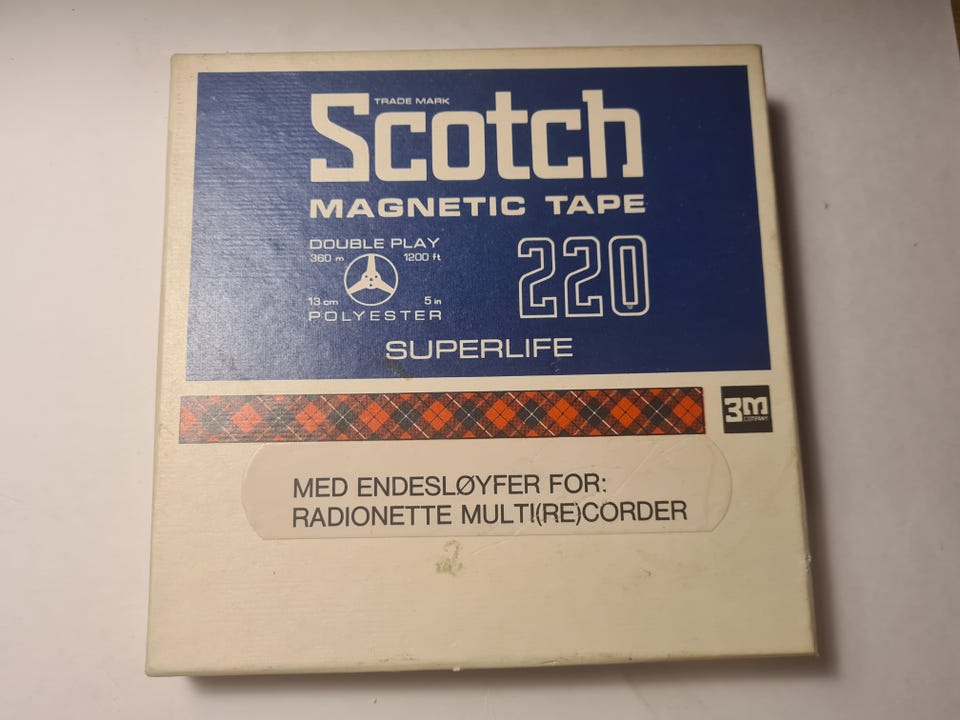 TRADE MARK
Scotch
MAGNETIC TAPE
DOUBLE PLAY
360 m 1200 ft
13 cm 5 in
POLYESTER
220
SUPERLIFE
3M
COMPANY
MED ENDESLØYFER FOR:
RADIONETTE MULTI(RE)CORDER